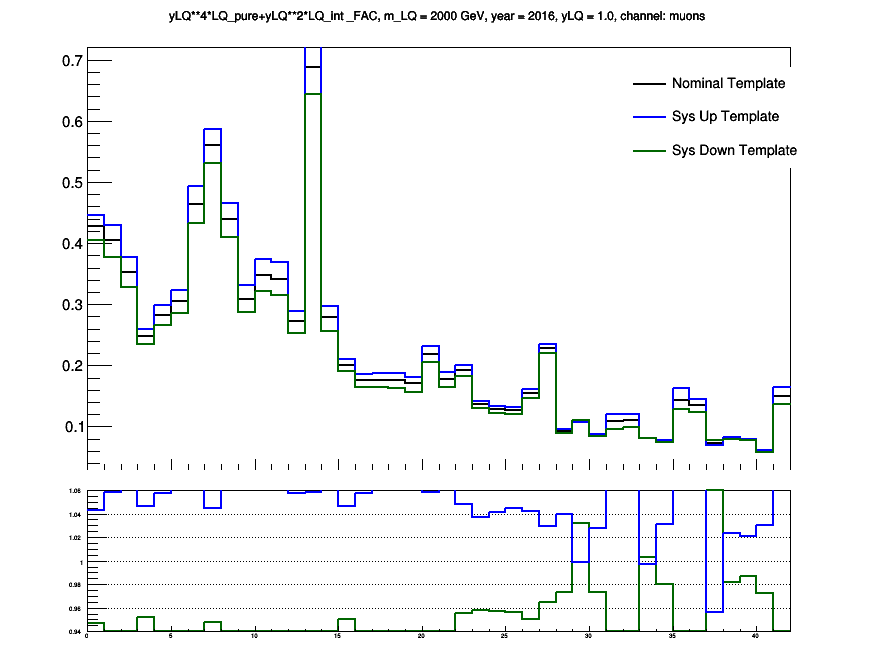 yLQ**4*LQ_pure+yLQ**2*LQ_int _FAC, m_LQ = 2000 GeV, year = 2016, yLQ = 1.0, channel: muons
0.7
Nominal Template
Sys Up Template
0.6
Sys Down Template
0.5
0.4
0.3
0.2
0.1
1.06
1.04
1.02
1
0.98
0.96
0.94
0 5 10 15 20 25 30 35 40